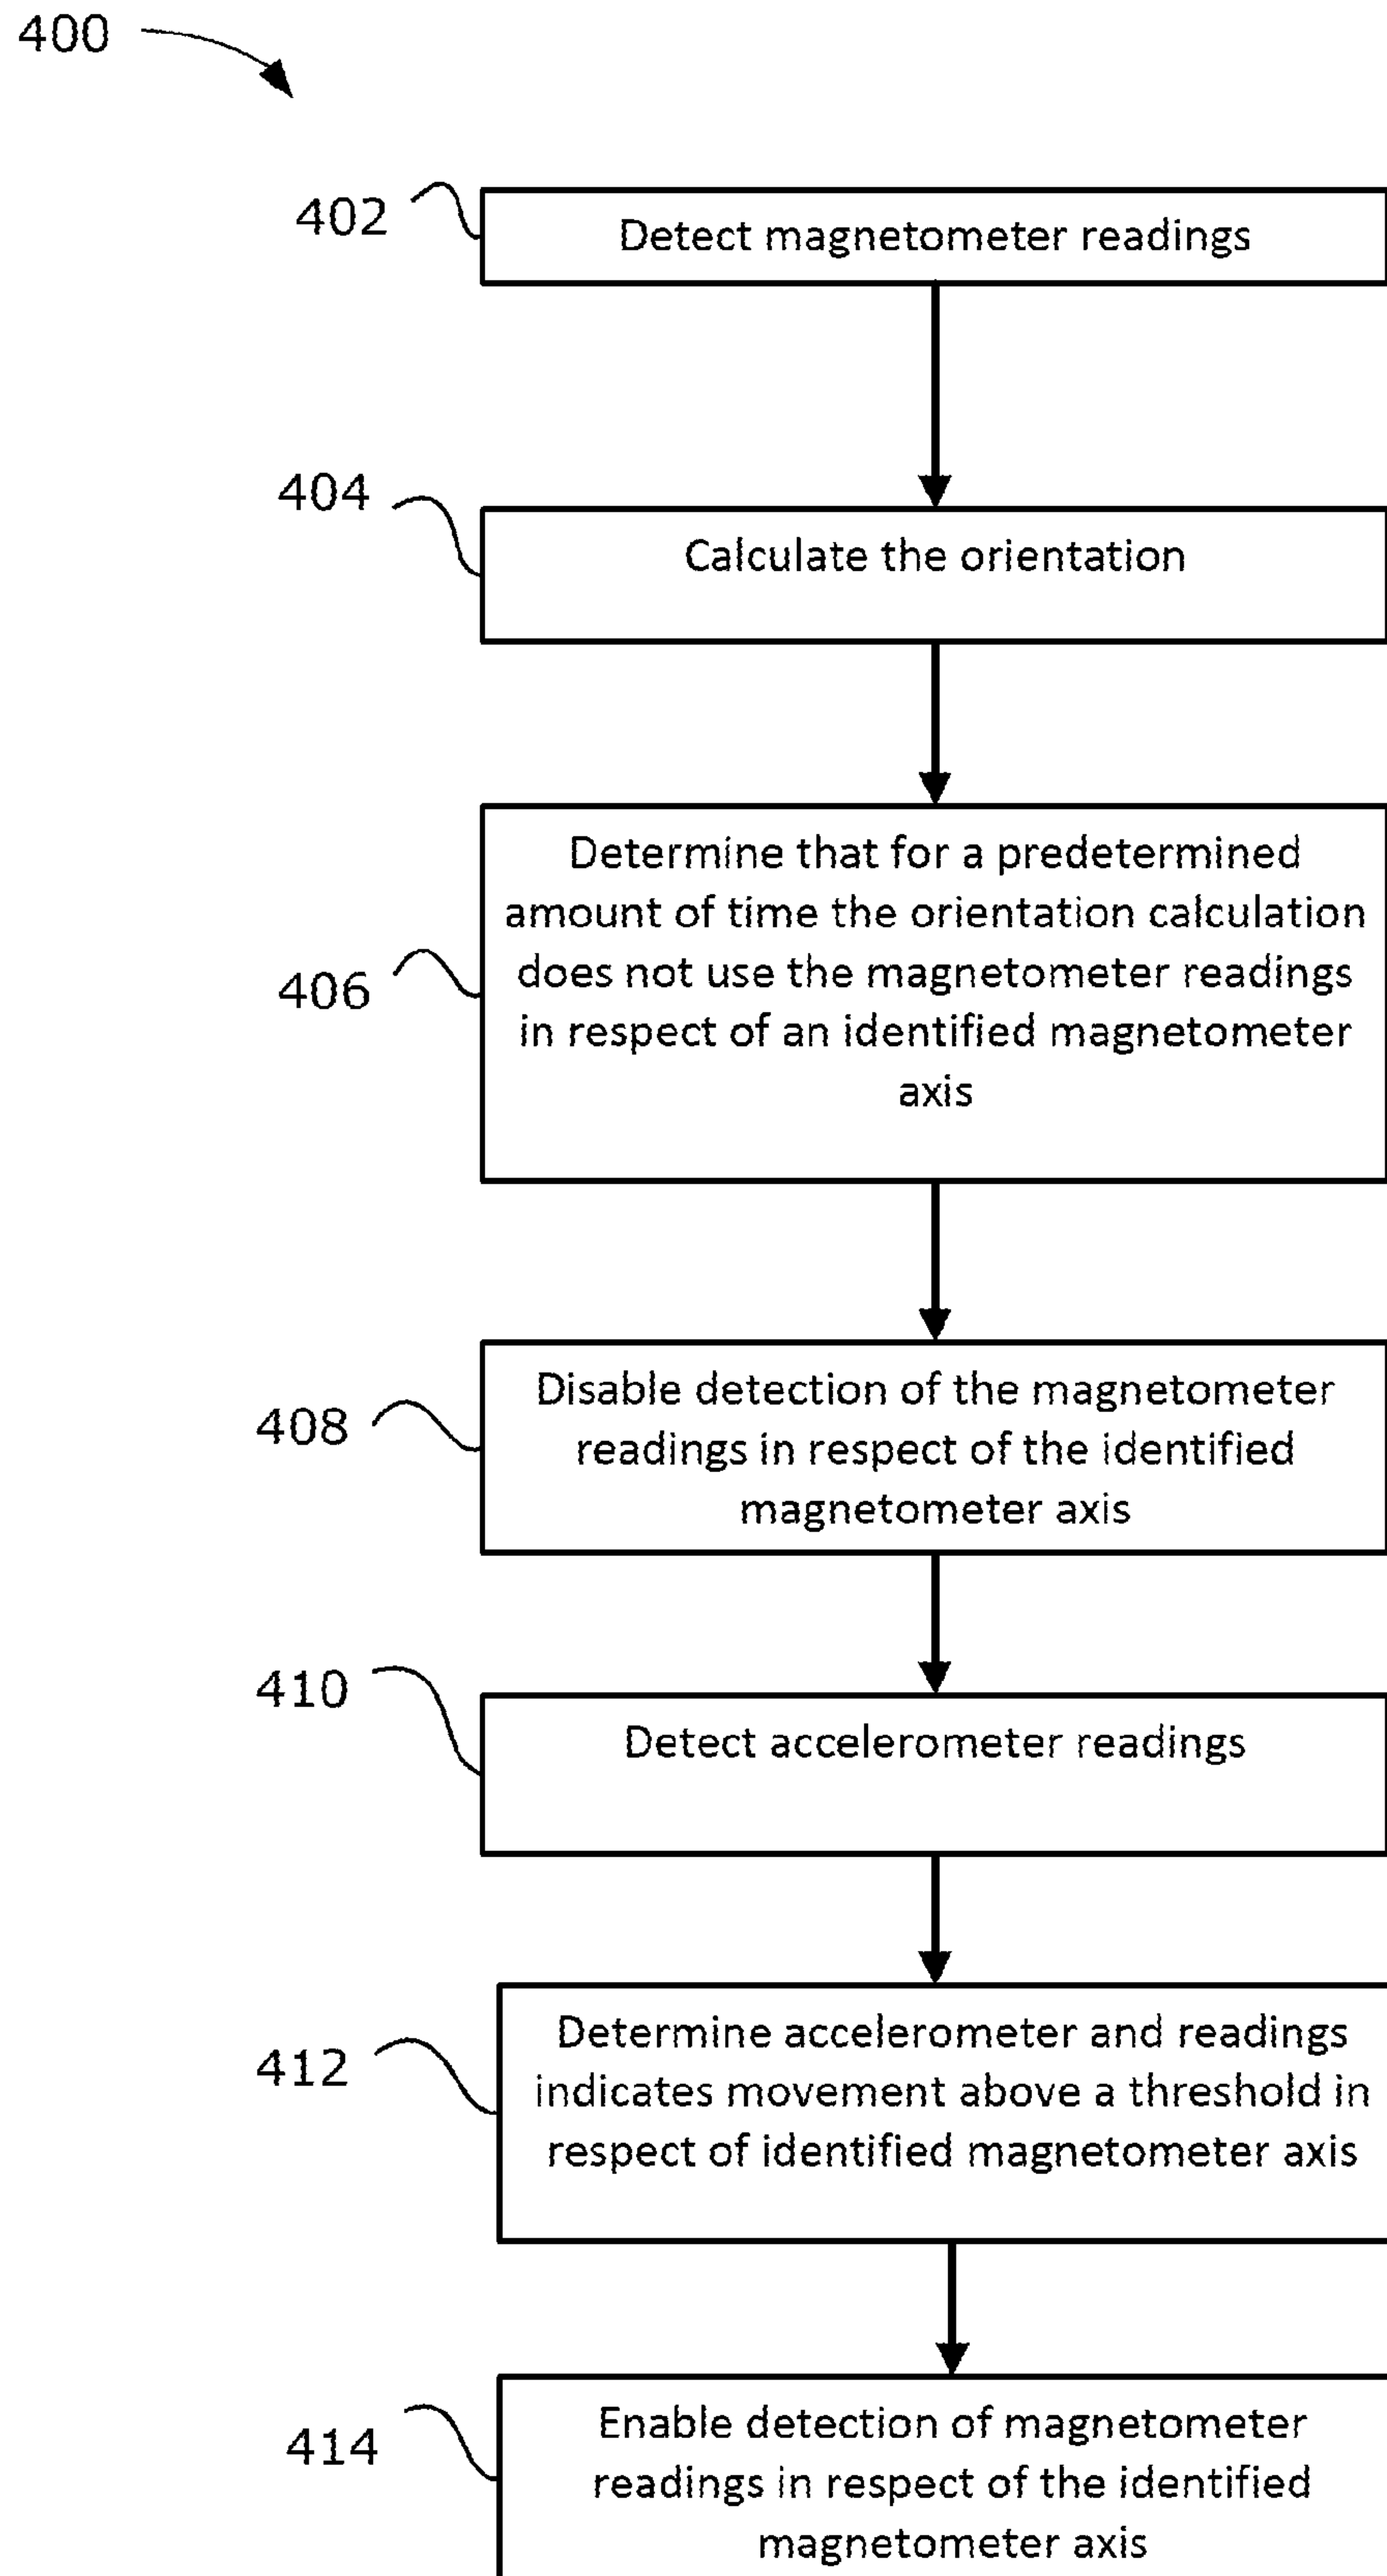 400
402
Detect magnetometer readings
404
Calculate the orientation
406
Determine that for a predetermined
amount of time the orientation calculation
does not use the magnetometer readings
in respect of an identified magnetometer
axis
408
Disable detection of the magnetometer
readings in respect of the identified
magnetometer axis
410
Detect accelerometer readings
412
Determine accelerometer and readings
indicates movement above a threshold in
respect of identified magnetometer axis
414
Enable detection of magnetometer
readings in respect of the identified
magnetometer axis